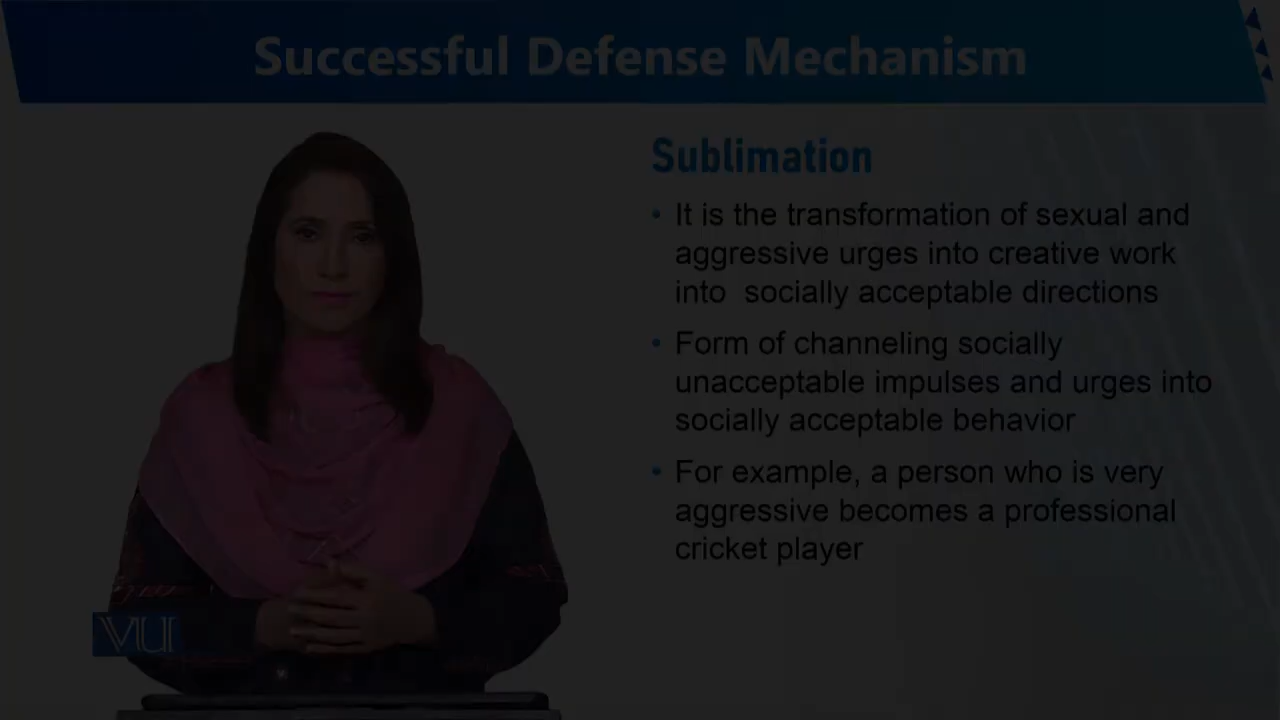 Successful Defense Mechanism
Sublimation
• It is the transformation of sexual and
aggressive urges into creative work
into socially acceptable directions
• Form of channeling socially
unacceptable impulses and urges into
socially acceptable behavior
• For example, a person who is very
aggressive becomes a professional
cricket player
VU